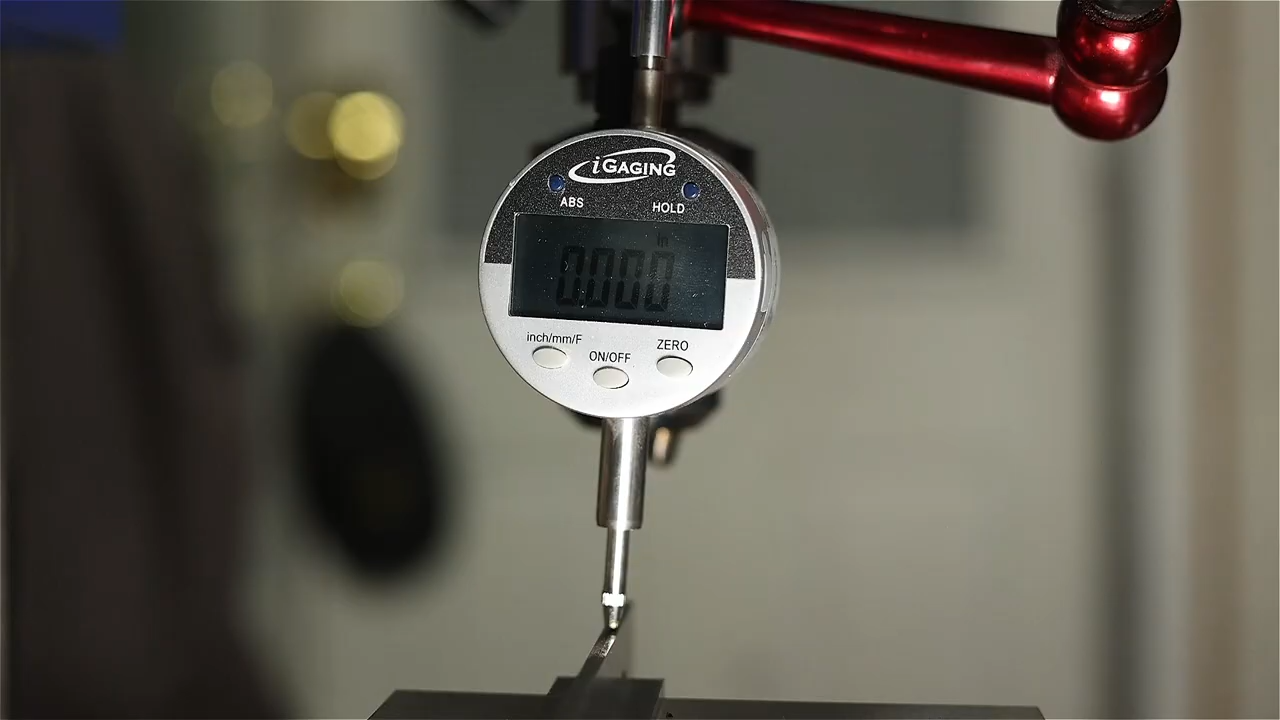 iGAGING
ABS HOLD
in
0.000
inch/mm/F
ON/OFF
ZERO